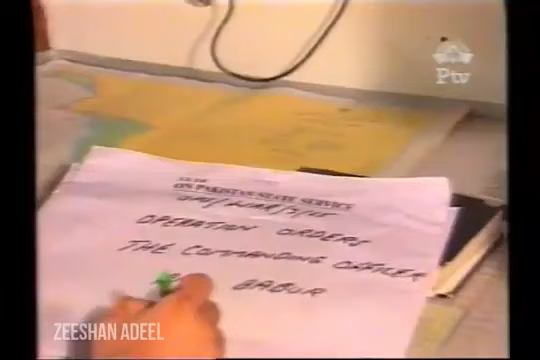 Ptv
ON PAKISTAN STATE SERVICE
OPERATION ORDERS
THE COMMANDING OFFICER
BABUR
ZEESHAN ADEEL